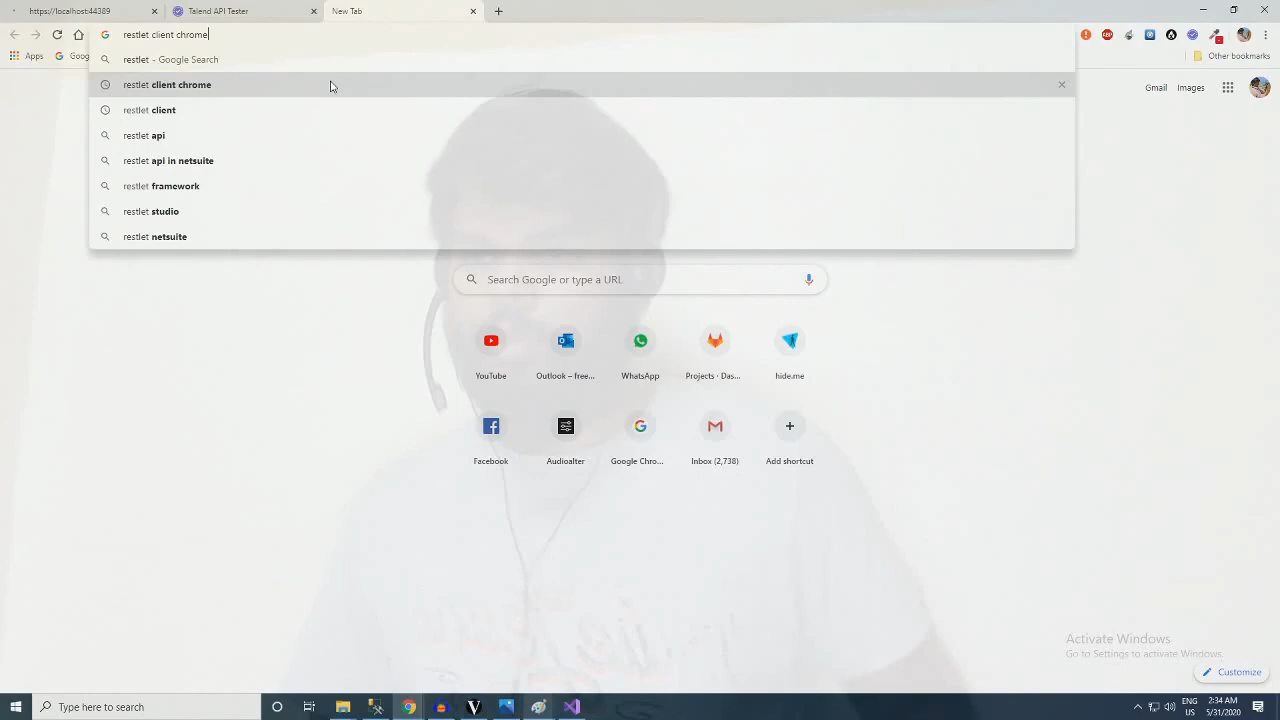 https://localhost:44389
Talend API Tester
New Tab
restlet client chrome
Apps
Goog
Other bookmarks
restlet - Google Search
restlet client chrome
restlet client
restlet api
restlet api in netsuite
restlet framework
restlet studio
restlet netsuite
Gmail
Images
Search Google or type a URL
YouTube
Outlook – free...
WhatsApp
Projects · Das...
hide.me
Facebook
Audioalter
Google Chro...
Inbox (2,738)
Add shortcut
Activate Windows
Go to Settings to activate Windows.
Customize
Type here to search
ENG
US
2:34 AM
5/31/2020